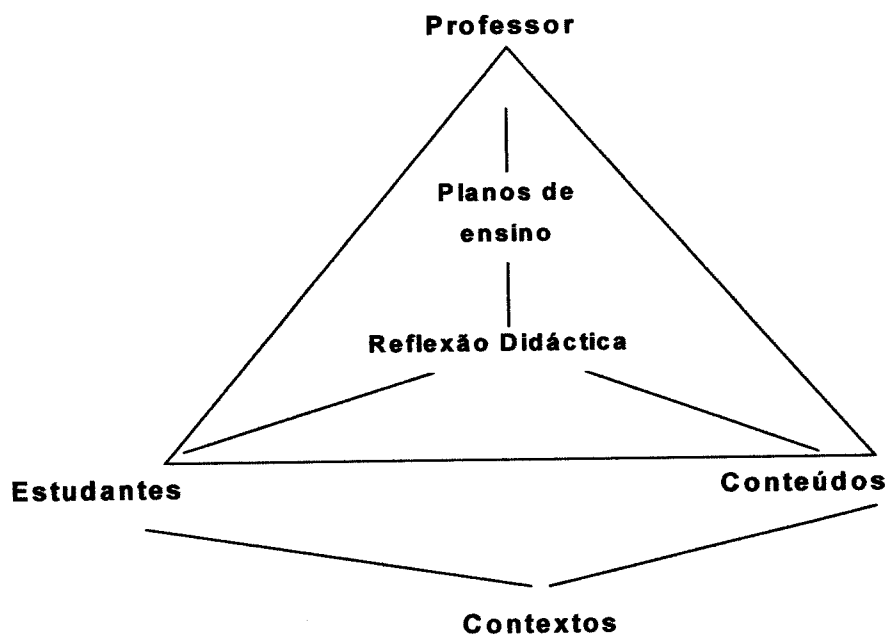 Professor
Planos de
ensino
Reflexão Didáctica
Estudantes
Conteúdos
Contextos